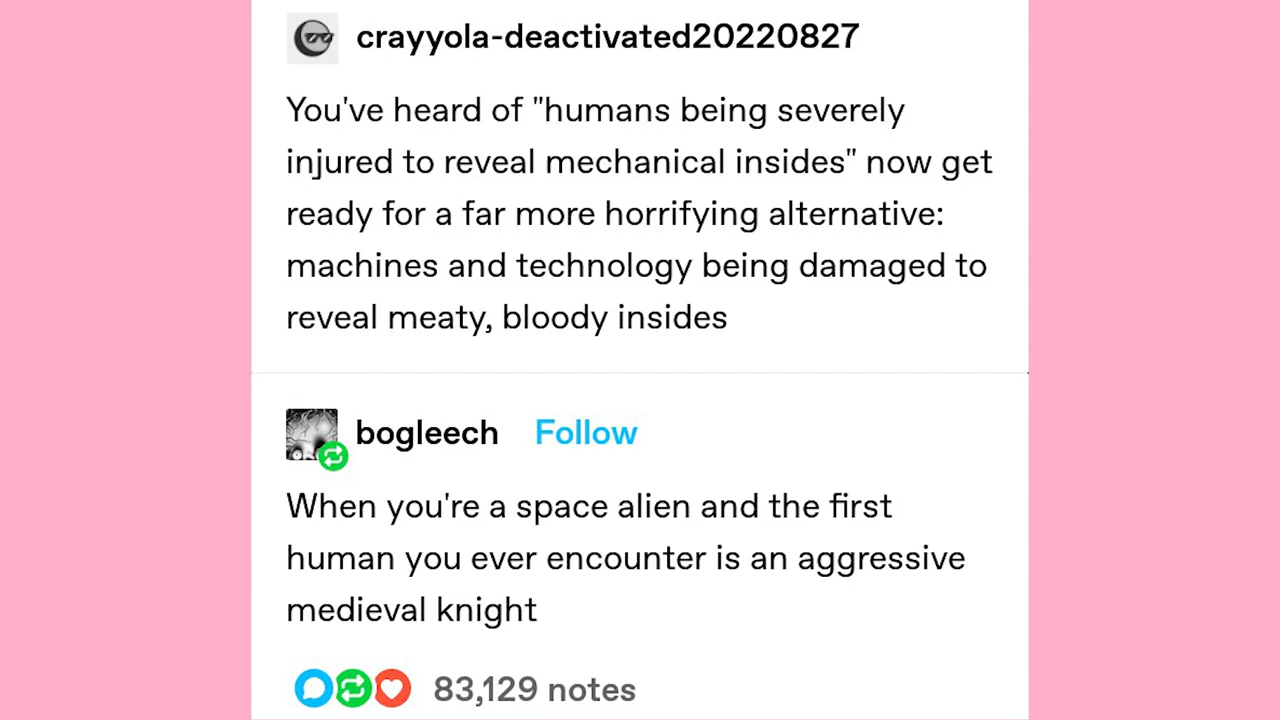 crayyola-deactivated20220827
You've heard of "humans being severely
injured to reveal mechanical insides" now get
ready for a far more horrifying alternative:
machines and technology being damaged to
reveal meaty, bloody insides
bogleech Follow
When you're a space alien and the first
human you ever encounter is an aggressive
medieval knight
83,129 notes